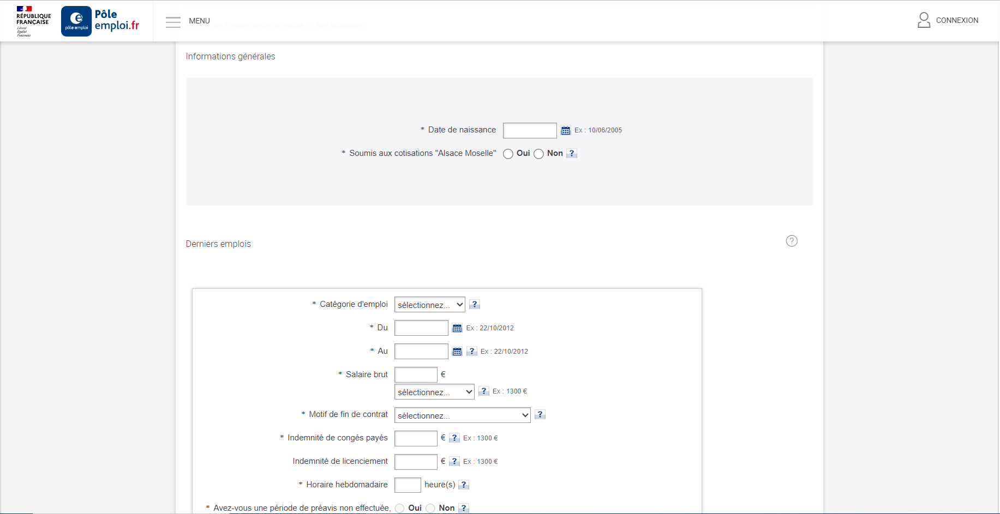 RÉPUBLIQUE
FRANÇAISE
Liberté
Égalité
Fraternité
pôle emploi
Pôle
emploi.fr
MENU
CONNEXION
Informations générales
* Date de naissance Ex : 10/06/2005
* Soumis aux cotisations "Alsace Moselle" Oui Non ?
Derniers emplois ?
* Catégorie d'emploi sélectionnez... ?
* Du Ex : 22/10/2012
* Au ? Ex : 22/10/2012
* Salaire brut €
sélectionnez... ? Ex : 1300 €
* Motif de fin de contrat sélectionnez... ?
* Indemnité de congés payés € ? Ex : 1300 €
Indemnité de licenciement € ? Ex : 1300 €
* Horaire hebdomadaire heure(s) ?
* Avez-vous une période de préavis non effectuée, Oui Non ?